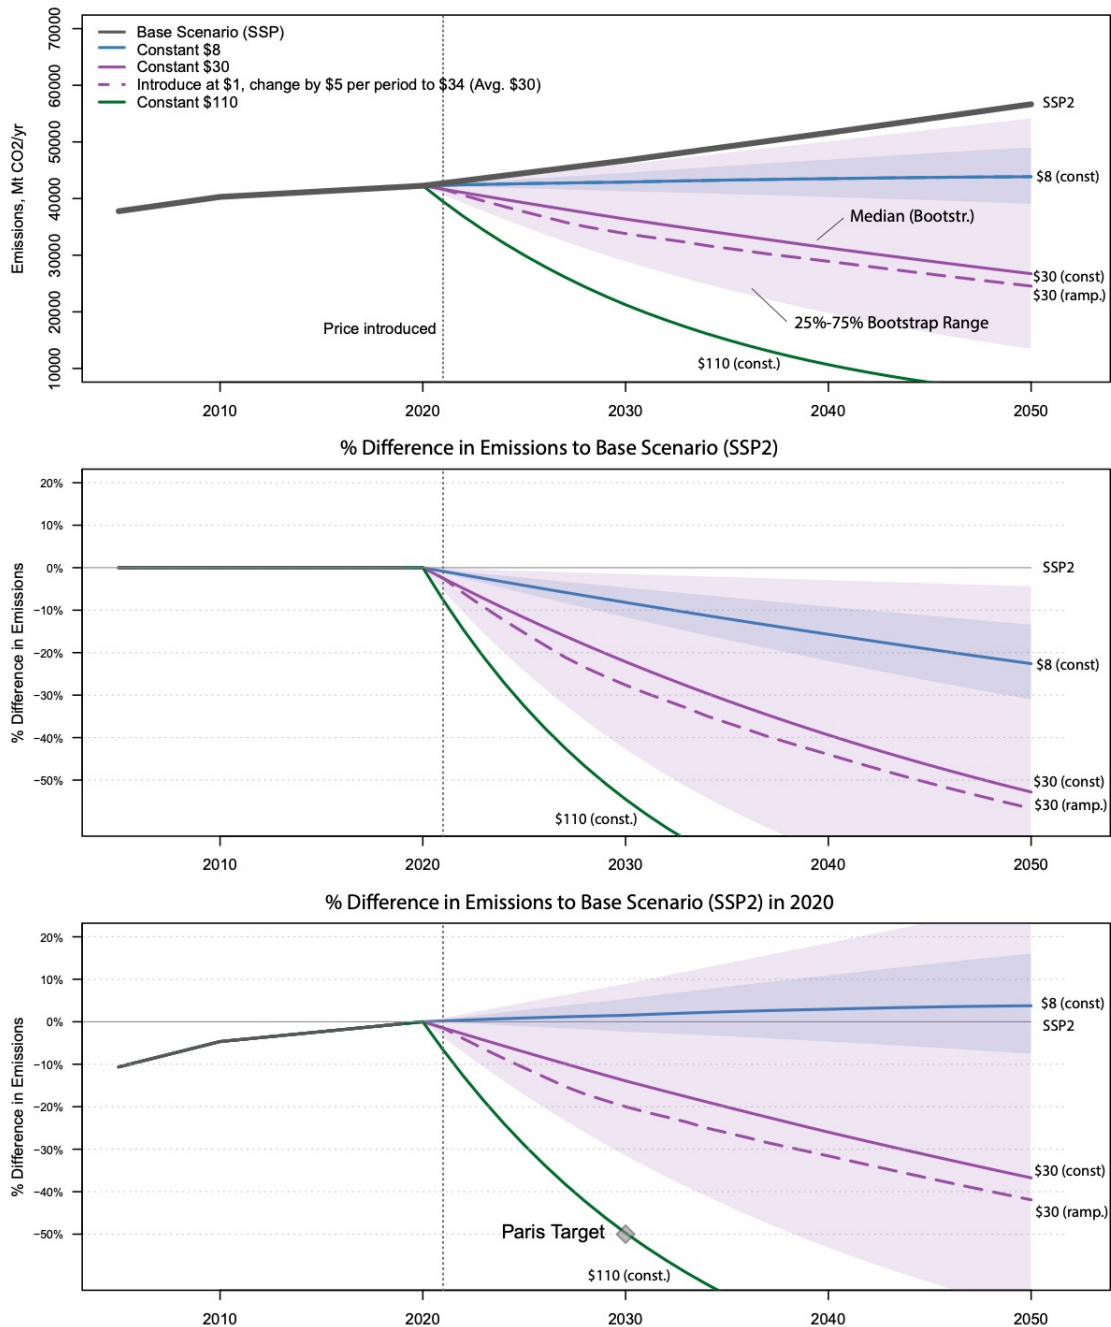 70000
60000
50000
40000
30000
20000
10000
Emissions, Mt CO2/yr
Base Scenario (SSP)
Constant $8
Constant $30
Introduce at $1, change by $5 per period to $34 (Avg. $30)
Constant $110
SSP2
$8 (const)
Median (Bootstr.)
$30 (const)
$30 (ramp.)
25%-75% Bootstrap Range
Price introduced
$110 (const.)
2010 2020 2030 2040 2050
% Difference in Emissions to Base Scenario (SSP2)
20%
10%
0%
−10%
−20%
−30%
−40%
−50%
% Difference in Emissions
SSP2
$8 (const)
$30 (const)
$30 (ramp.)
$110 (const.)
2010 2020 2030 2040 2050
% Difference in Emissions to Base Scenario (SSP2) in 2020
20%
10%
0%
−10%
−20%
−30%
−40%
−50%
% Difference in Emissions
$8 (const)
SSP2
$30 (const)
$30 (ramp.)
Paris Target
$110 (const.)
2010 2020 2030 2040 2050